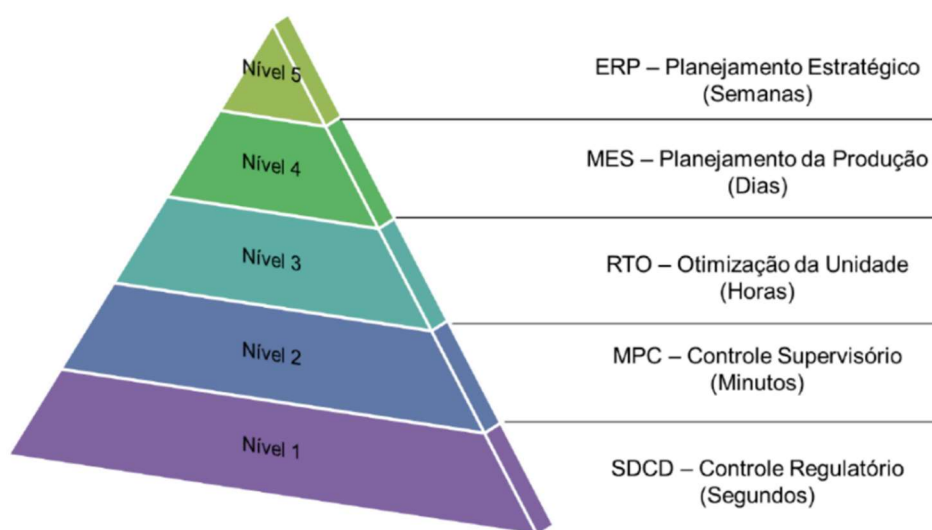 Nível 5
ERP – Planejamento Estratégico
(Semanas)
Nível 4
MES – Planejamento da Produção
(Dias)
Nível 3
RTO – Otimização da Unidade
(Horas)
Nível 2
MPC – Controle Supervisório
(Minutos)
Nível 1
SDCD – Controle Regulatório
(Segundos)